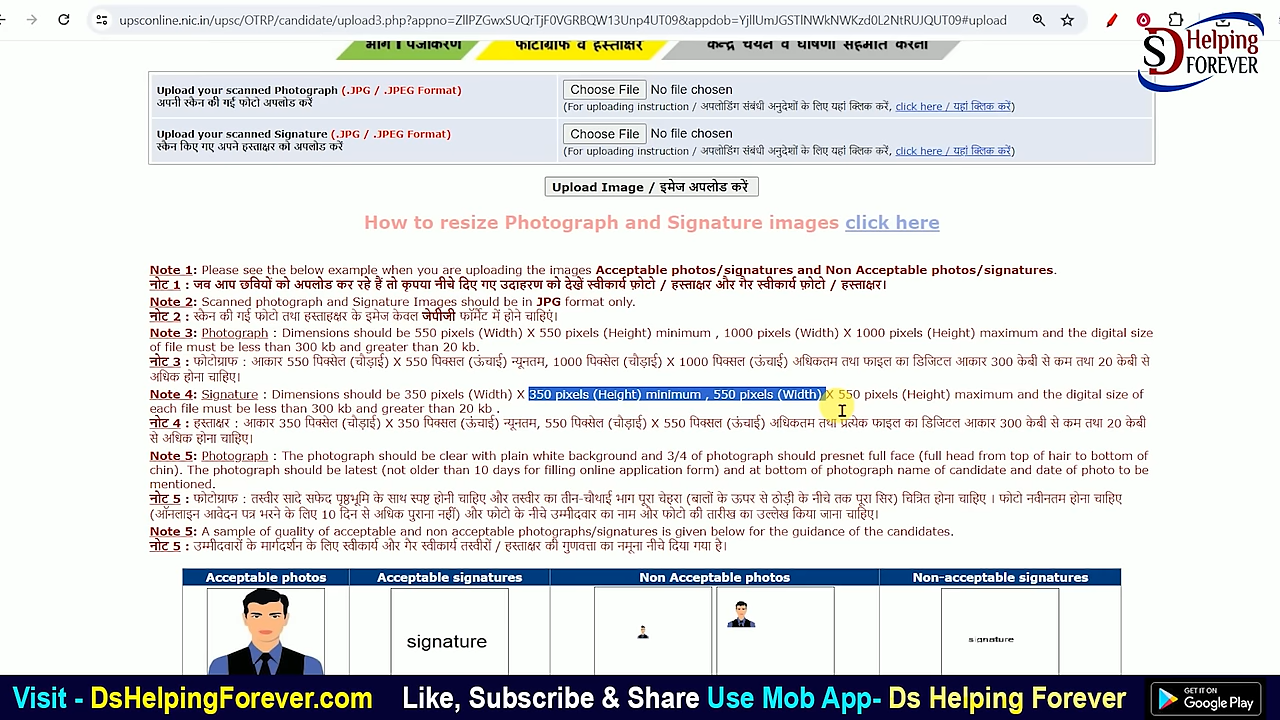 upsconline.nic.in/upsc/OTRP/candidate/upload3.php?appno=ZllPZGwxSUQrTjF0VGRBQW13Unp4UT09&appdob=YjlIUnJGSTlNWkNWKzd0L2NtRUJQUT09#upload
SD Helping FOREVER
भाग I पंजीकरण फोटोग्राफ व हस्ताक्षर केन्द्र चयन व घोषणा सहमति करना
Upload your scanned Photograph (.JPG / .JPEG Format) Choose File No file chosen
अपनी स्कैन की गई फोटो अपलोड करें (For uploading instruction / अपलोडिंग संबंधी अनुदेशों के लिए यहां क्लिक करें, click here / यहां क्लिक करें)
Upload your scanned Signature (.JPG / .JPEG Format) Choose File No file chosen
स्कैन किए गए अपने हस्ताक्षर को अपलोड करें (For uploading instruction / अपलोडिंग संबंधी अनुदेशों के लिए यहां क्लिक करें, click here / यहां क्लिक करें)
Upload Image / इमेज अपलोड करें
How to resize Photograph and Signature images click here
Note 1: Please see the below example when you are uploading the images Acceptable photos/signatures and Non Acceptable photos/signatures.
नोट 1 : जब आप छवियों को अपलोड कर रहे हैं तो कृपया नीचे दिए गए उदाहरण को देखें स्वीकार्य फ़ोटो / हस्ताक्षर और गैर स्वीकार्य फ़ोटो / हस्ताक्षर।
Note 2: Scanned photograph and Signature Images should be in JPG format only.
नोट 2 : स्केन की गई फोटो तथा हस्ताक्षर के इमेज केवल जेपीजी फॉर्मेट में होने चाहिएं।
Note 3: Photograph : Dimensions should be 550 pixels (Width) X 550 pixels (Height) minimum , 1000 pixels (Width) X 1000 pixels (Height) maximum and the digital size
of file must be less than 300 kb and greater than 20 kb.
नोट 3 : फोटोग्राफ : आकार 550 पिक्सल (चौड़ाई) X 550 पिक्सल (ऊंचाई) न्यूनतम, 1000 पिक्सल (चौड़ाई) X 1000 पिक्सल (ऊंचाई) अधिकतम तथा फाइल का डिजिटल आकार 300 केबी से कम तथा 20 केबी से
अधिक होना चाहिए।
Note 4: Signature : Dimensions should be 350 pixels (Width) X 350 pixels (Height) minimum , 550 pixels (Width) X 550 pixels (Height) maximum and the digital size of
each file must be less than 300 kb and greater than 20 kb .
नोट 4 : हस्ताक्षर : आकार 350 पिक्सेल (चौड़ाई) X 350 पिक्सल (ऊंचाई) न्यूनतम, 550 पिक्सल (चौड़ाई) X 550 पिक्सल (ऊंचाई) अधिकतम तथा प्रत्येक फाइल का डिजिटल आकार 300 केबी से कम तथा 20 केबी
से अधिक होना चाहिए।
Note 5: Photograph : The photograph should be clear with plain white background and 3/4 of photograph should presnet full face (full head from top of hair to bottom of
chin). The photograph should be latest (not older than 10 days for filling online application form) and at bottom of photograph name of candidate and date of photo to be
mentioned.
नोट 5 : फोटोग्राफ : तस्वीर सादे सफेद पृष्ठभूमि के साथ स्पष्ट होनी चाहिए और तस्वीर का तीन-चौथाई भाग पूरा चेहरा (बालों के ऊपर से ठोड़ी के नीचे तक पूरा सिर) चित्रित होना चाहिए । फोटो नवीनतम होना चाहिए
(ऑनलाइन आवेदन पत्र भरने के लिए 10 दिन से अधिक पुराना नहीं) और फोटो के नीचे उम्मीदवार का नाम और फोटो की तारीख का उल्लेख किया जाना चाहिए।
Note 5: A sample of quality of acceptable and non acceptable photographs/signatures is given below for the guidance of the candidates.
नोट 5 : उम्मीदवारों के मार्गदर्शन के लिए स्वीकार्य और गैर स्वीकार्य तस्वीरों / हस्ताक्षर की गुणवत्ता का नमूना नीचे दिया गया है।
Acceptable photos Acceptable signatures Non Acceptable photos Non-acceptable signatures
signature signature
Visit - DsHelpingForever.com Like, Subscribe & Share Use Mob App- Ds Helping Forever GET IT ON Google Play